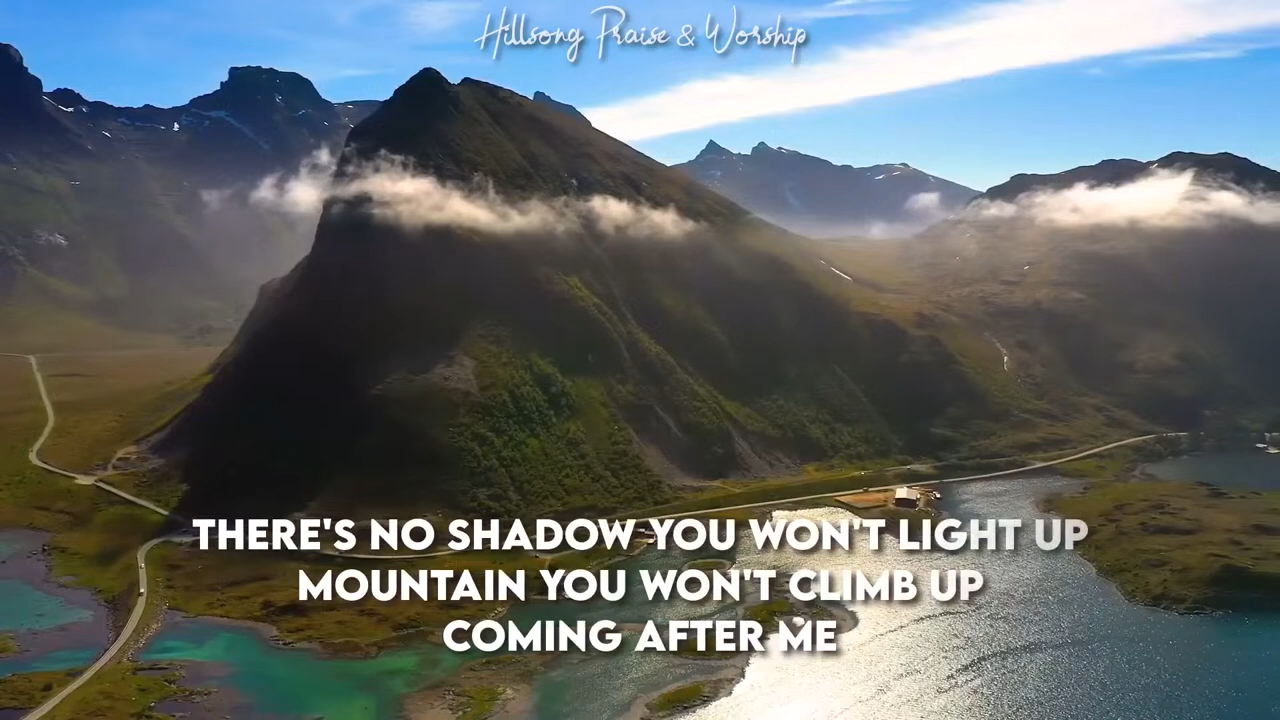 Hillsong Praise & Worship
THERE'S NO SHADOW YOU WON'T LIGHT UP
MOUNTAIN YOU WON'T CLIMB UP
COMING AFTER ME